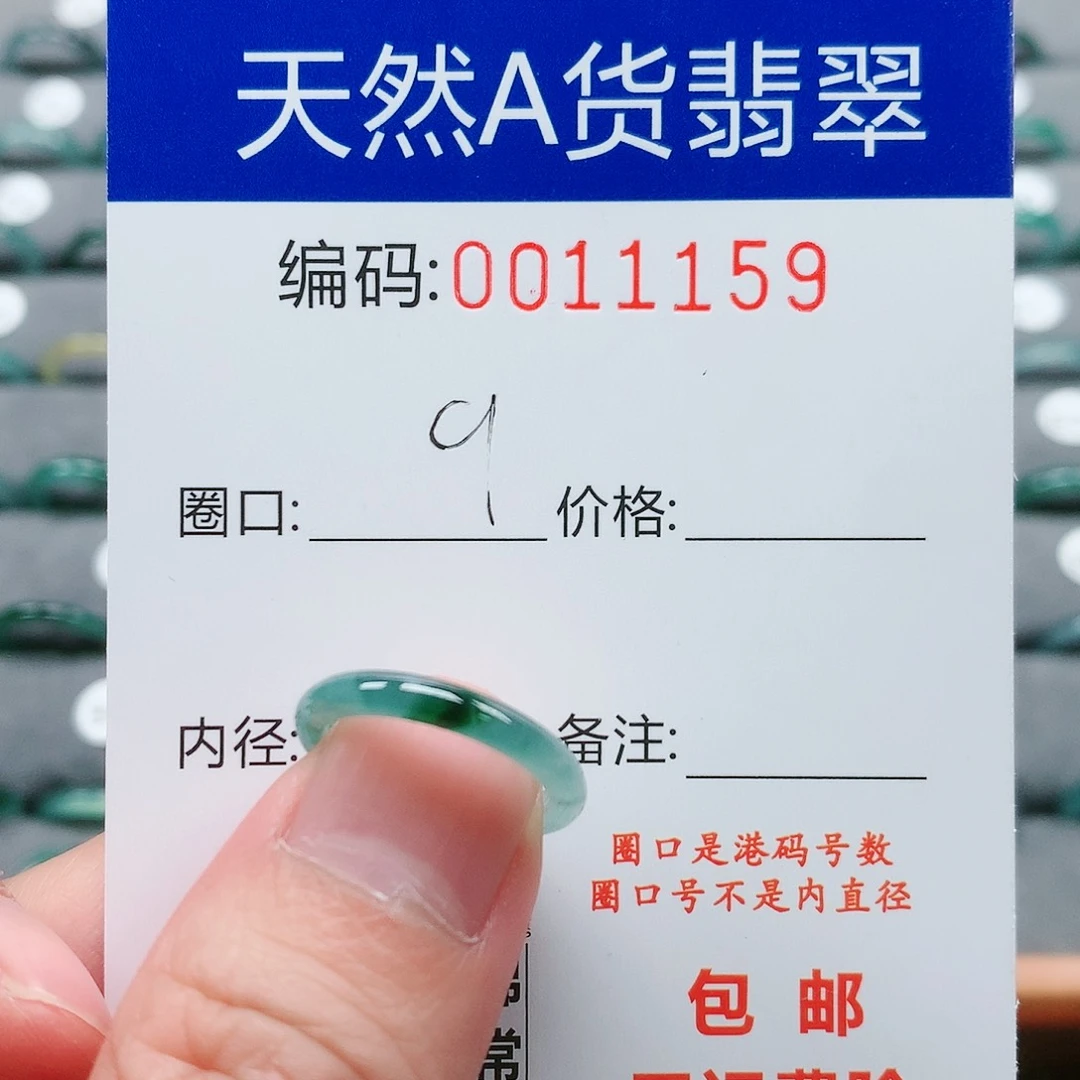 天然A货翡翠
编码:0011159
圈口: 9 价格:
内径: 备注:
圈口是港码号数
圈口号不是内直径
包邮
常